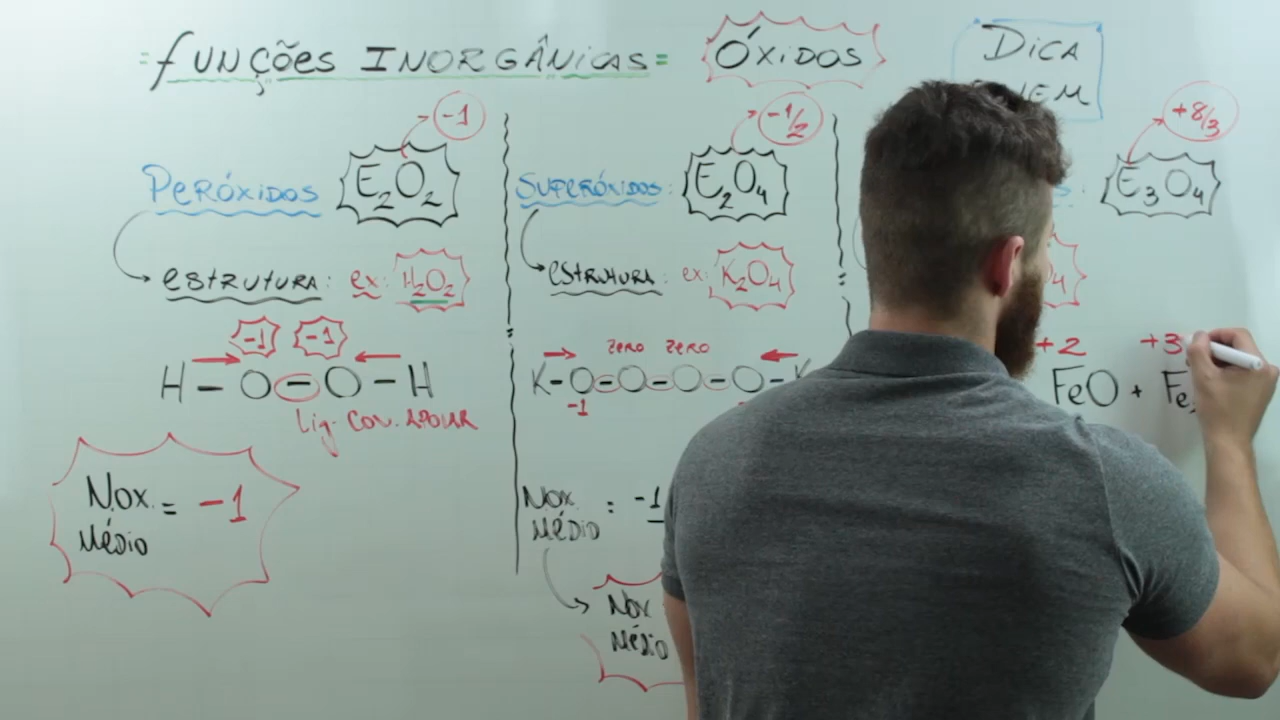 = FUNÇÕES INORGÂNICAS =
ÓXIDOS
DICA
-1
PERÓXIDOS E₂O₂
ESTRUTURA: ex: H₂O₂
-1 -1
H - O - O - H
Lig. Cov. APOLAR
Nox = -1
Médio
-1/2
SUPERÓXIDOS: E₂O₄
ESTRUTURA: ex: K₂O₄
ZERO ZERO
K-O-O-O-O-K
-1
Nox : -1
Médio
Nox
Médio
+8/3
E₃O₄
+2 +3
FeO + Fe